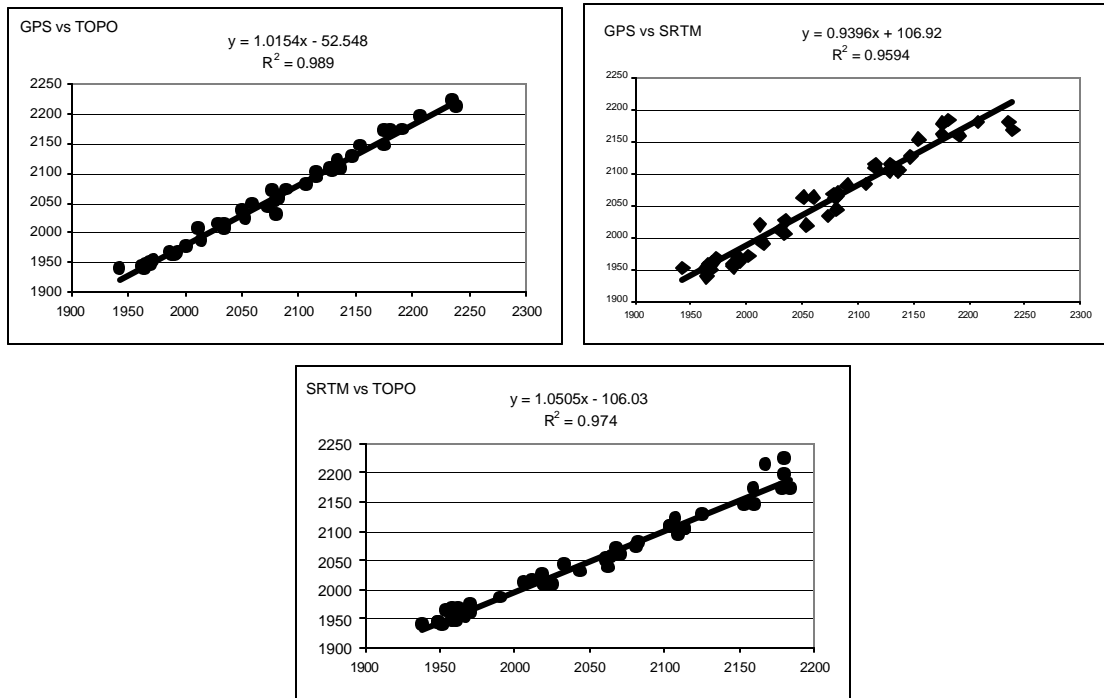 GPS vs TOPO
y = 1.0154x - 52.548
R² = 0.989
2250
2200
2150
2100
2050
2000
1950
1900
1900 1950 2000 2050 2100 2150 2200 2250 2300
GPS vs SRTM
y = 0.9396x + 106.92
R² = 0.9594
2250
2200
2150
2100
2050
2000
1950
1900
1900 1950 2000 2050 2100 2150 2200 2250 2300
SRTM vs TOPO
y = 1.0505x - 106.03
R² = 0.974
2250
2200
2150
2100
2050
2000
1950
1900
1900 1950 2000 2050 2100 2150 2200